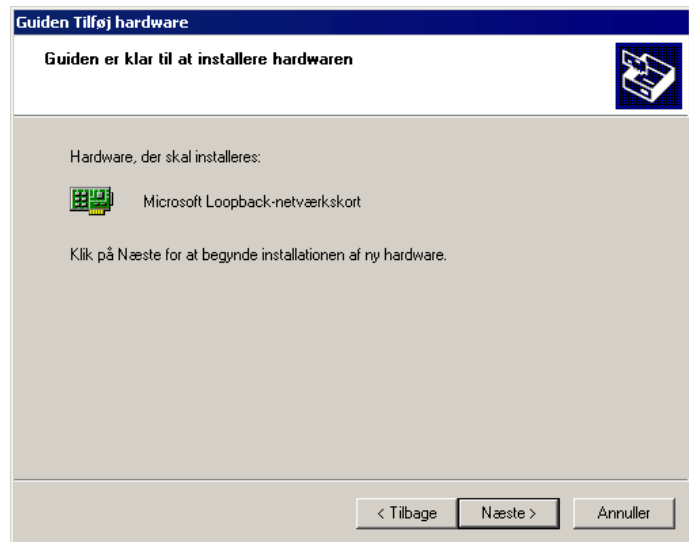 Guiden Tilføj hardware
Guiden er klar til at installere hardwaren
Hardware, der skal installeres:
Microsoft Loopback-netværkskort
Klik på Næste for at begynde installationen af ny hardware.
< Tilbage
Næste >
Annuller